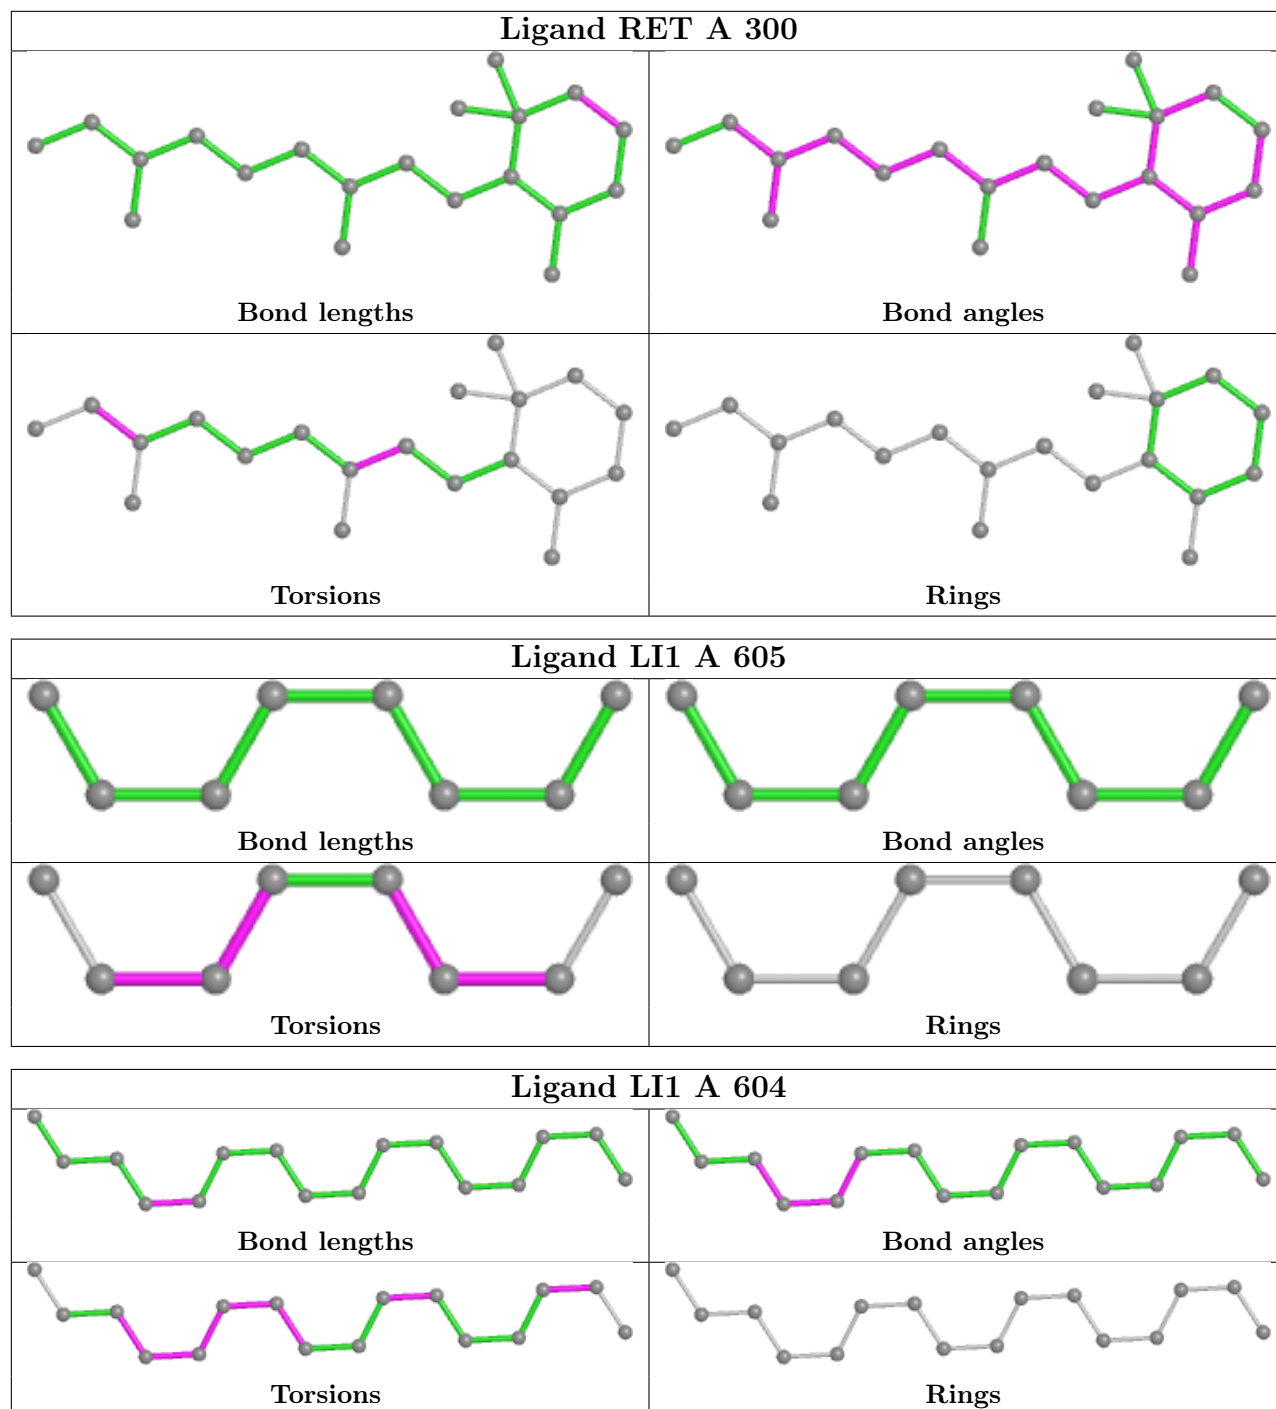 Ligand RET A 300
Bond lengths
Bond angles
Torsions
Rings
Ligand LI1 A 605
Bond lengths
Bond angles
Torsions
Rings
Ligand LI1 A 604
Bond lengths
Bond angles
Torsions
Rings